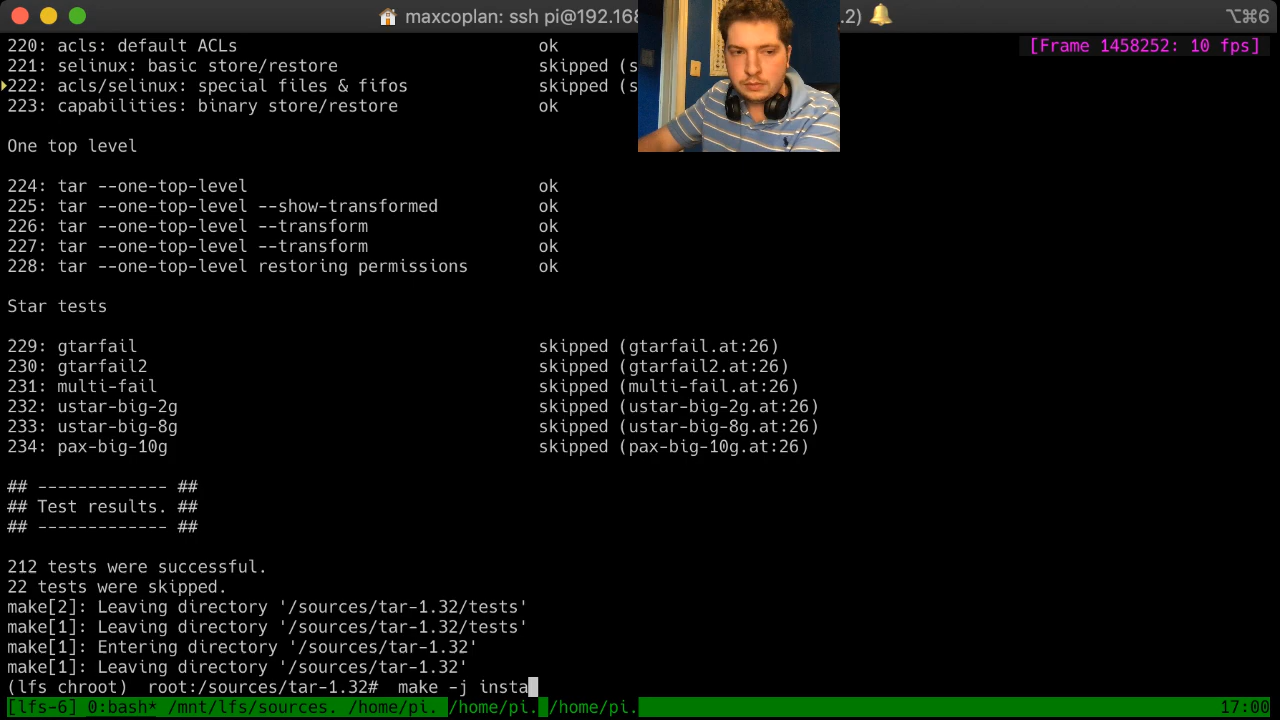 maxcoplan: ssh pi@192.168 .2) ⌥⌘6
220: acls: default ACLs ok [Frame 1458252: 10 fps]
221: selinux: basic store/restore skipped (s
222: acls/selinux: special files & fifos skipped (s
223: capabilities: binary store/restore ok
One top level
224: tar --one-top-level ok
225: tar --one-top-level --show-transformed ok
226: tar --one-top-level --transform ok
227: tar --one-top-level --transform ok
228: tar --one-top-level restoring permissions ok
Star tests
229: gtarfail skipped (gtarfail.at:26)
230: gtarfail2 skipped (gtarfail2.at:26)
231: multi-fail skipped (multi-fail.at:26)
232: ustar-big-2g skipped (ustar-big-2g.at:26)
233: ustar-big-8g skipped (ustar-big-8g.at:26)
234: pax-big-10g skipped (pax-big-10g.at:26)
## ------------- ##
## Test results. ##
## ------------- ##
212 tests were successful.
22 tests were skipped.
make[2]: Leaving directory '/sources/tar-1.32/tests'
make[1]: Leaving directory '/sources/tar-1.32/tests'
make[1]: Entering directory '/sources/tar-1.32'
make[1]: Leaving directory '/sources/tar-1.32'
(lfs chroot) root:/sources/tar-1.32# make -j insta
[lfs-6] 0:bash* /mnt/lfs/sources. /home/pi. /home/pi. /home/pi. 17:00